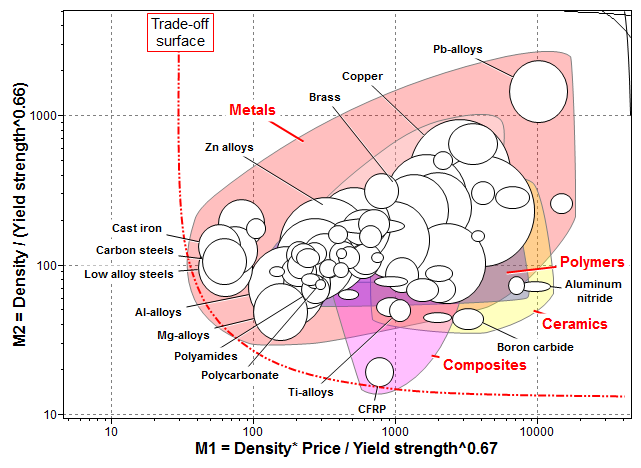 Trade-off
surface
Pb-alloys
Copper
Brass
Metals
Zn alloys
1000
Cast iron
Carbon steels
Low alloy steels
100
Polymers
Aluminum
nitride
Al-alloys
Ceramics
Mg-alloys
Boron carbide
Polyamides
Composites
Polycarbonate
Ti-alloys
CFRP
10
10
100
1000
10000
M1 = Density* Price / Yield strength^0.67
M2 = Density / (Yield strength^0.66)